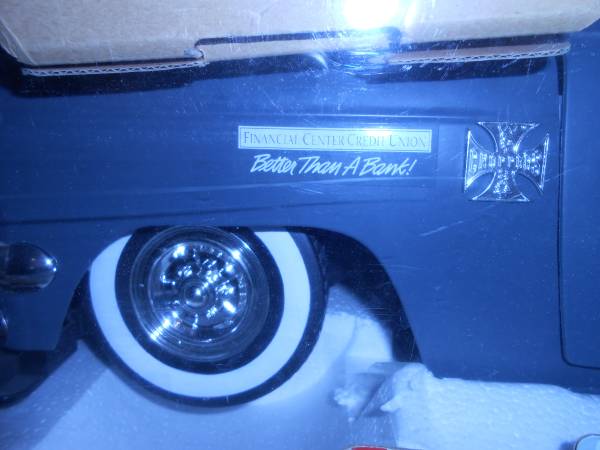 FINANCIAL CENTER CREDIT UNION
Better Than A Bank!